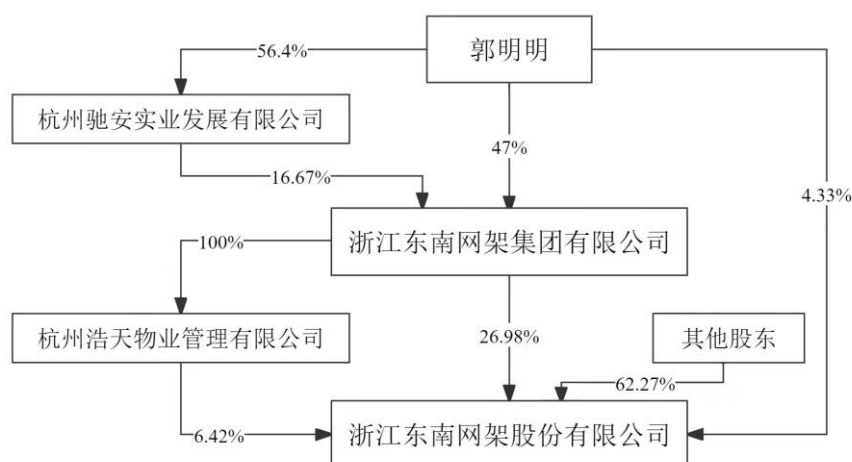 郭明明
56.4%
杭州驰安实业发展有限公司
47%
16.67%
4.33%
浙江东南网架集团有限公司
100%
杭州浩天物业管理有限公司
26.98%
其他股东
62.27%
6.42%
浙江东南网架股份有限公司